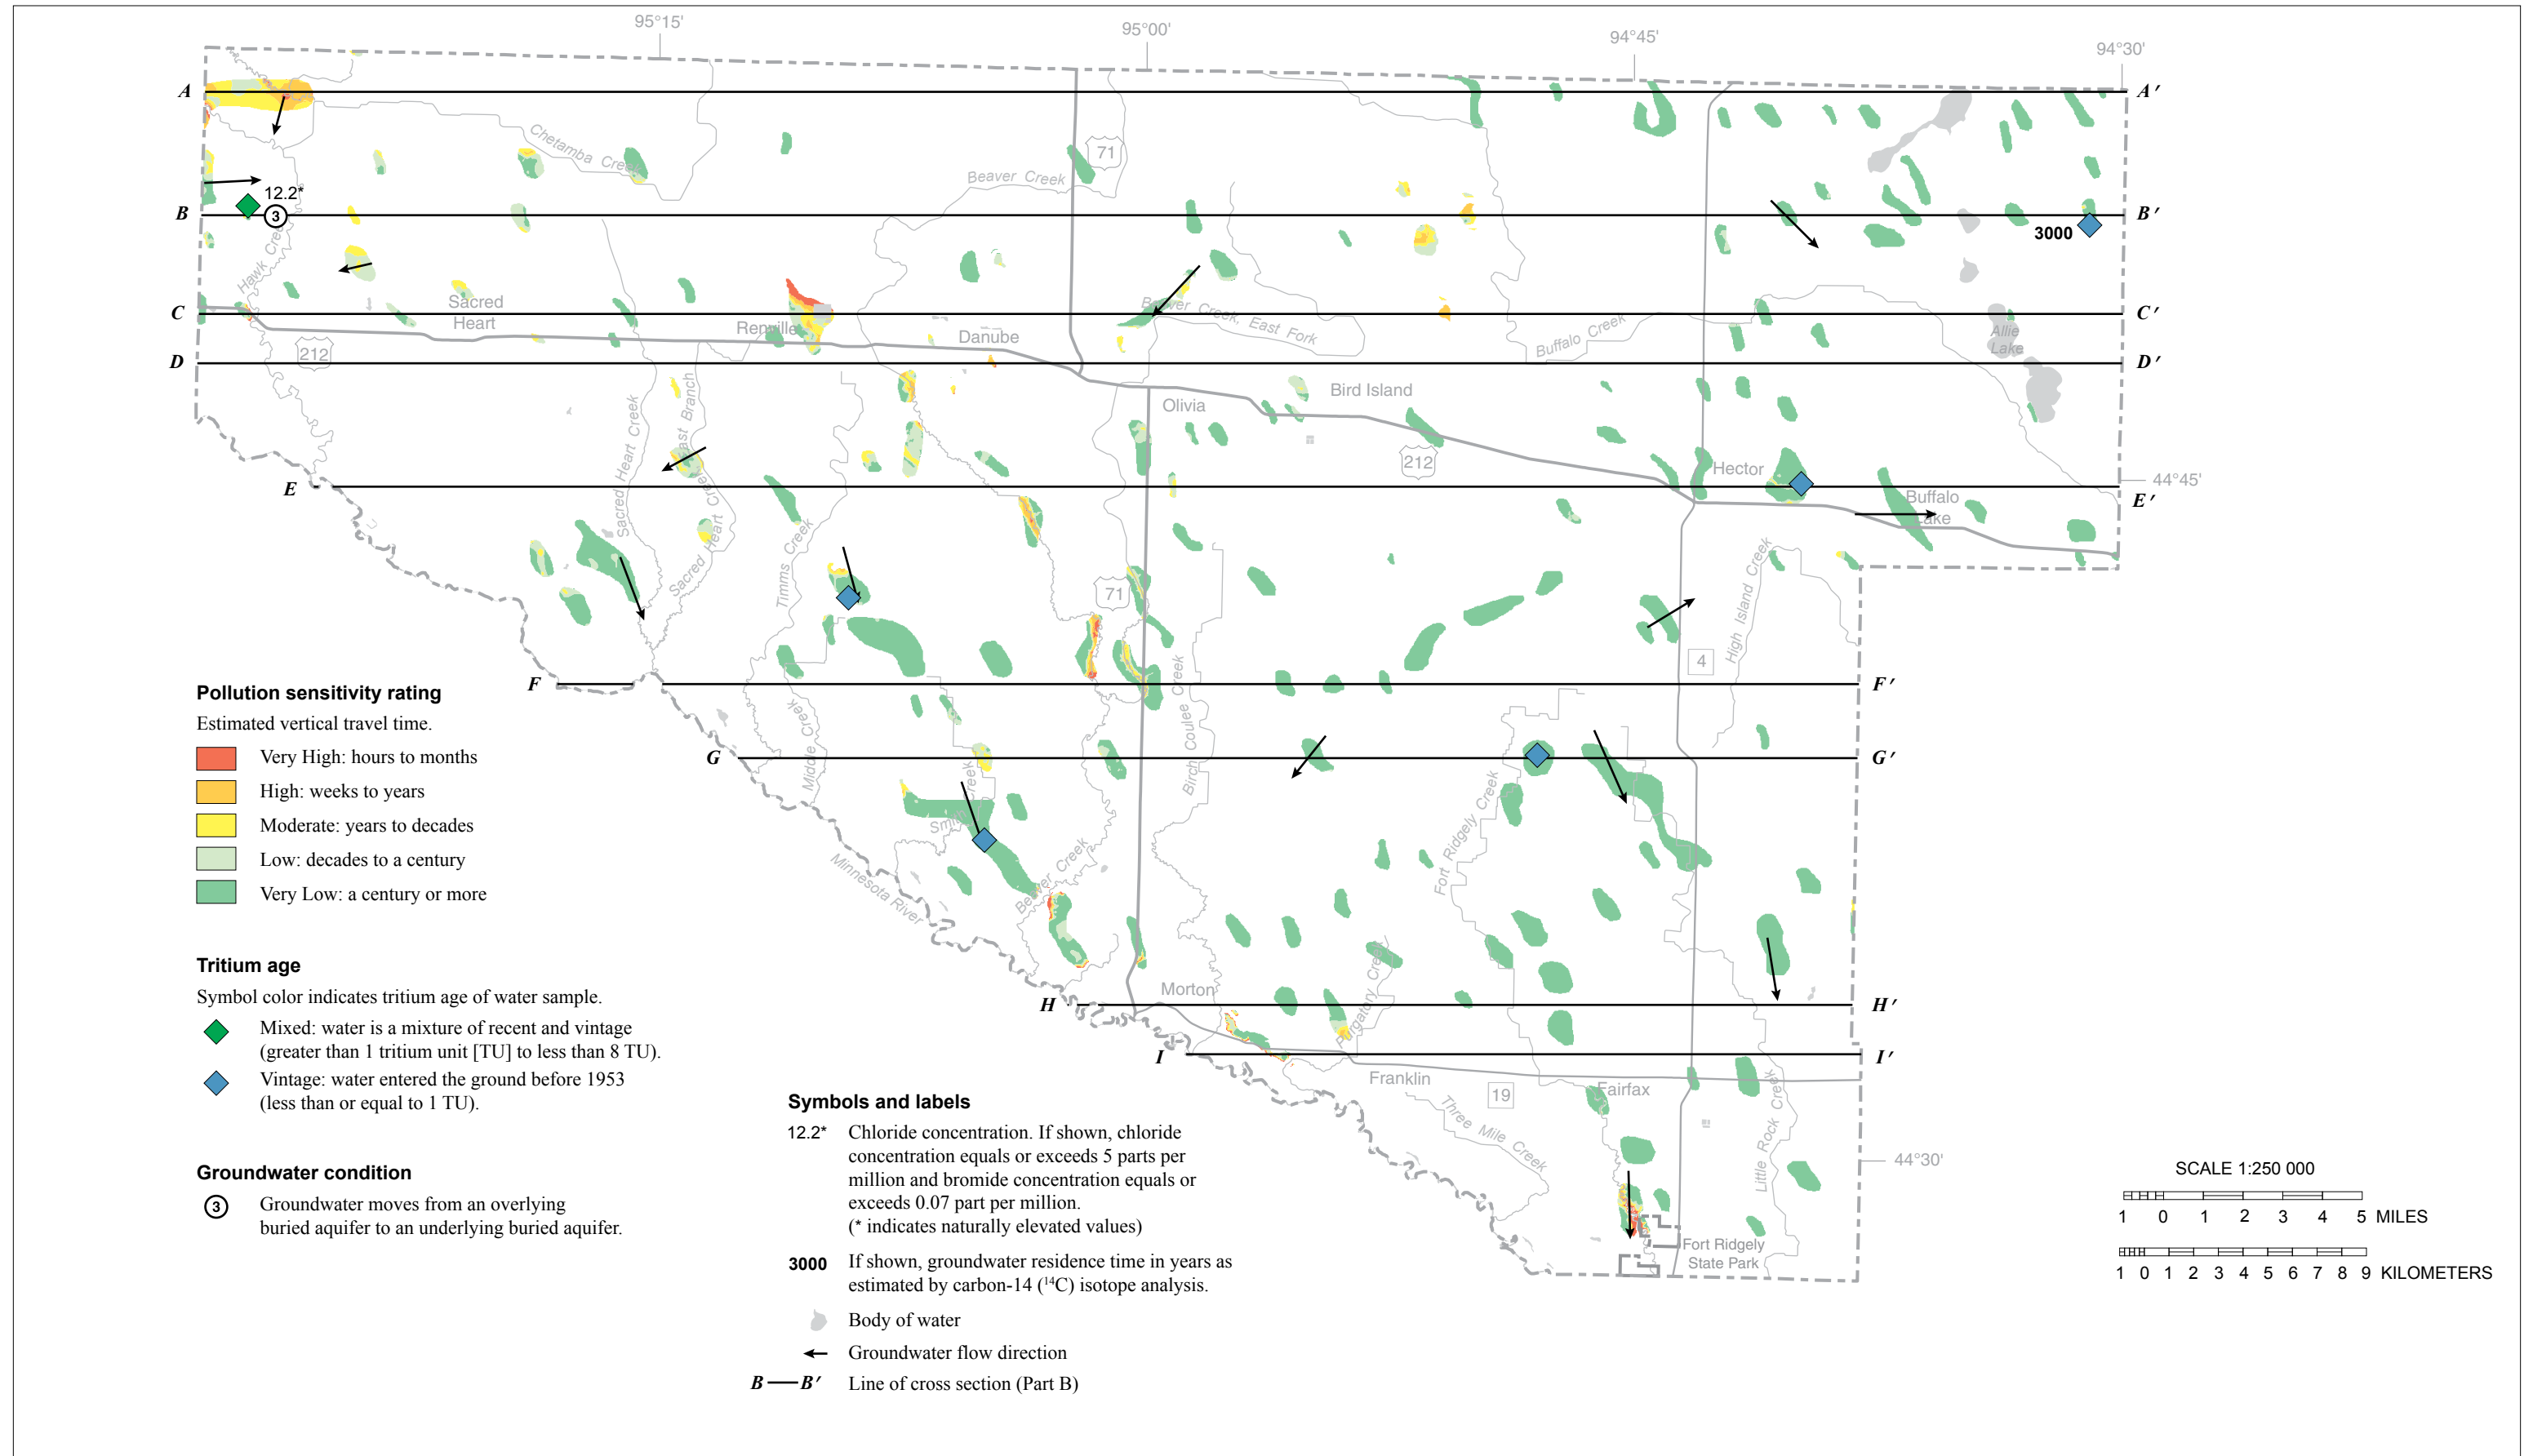 95°15'
95°00'
94°45'
94°30'
A
A′
Chetamba Creek
71
Beaver Creek
12.2*
B
3
B′
3000
Hawk Creek
Sacred
Heart
C
Beaver Creek, East Fork
C′
Renville
Danube
Buffalo Creek
Allie
Lake
212
D
D′
Bird Island
Olivia
Sacred Heart Creek
East Branch
Sacred Heart Creek
212
Hector
44°45'
E
E′
Buffalo
Lake
Timms Creek
High Island Creek
71
4
Birch Coulee Creek
F
F′
Middle Creek
G
G′
Smith Creek
Fort Ridgely Creek
Minnesota River
Beaver Creek
Morton
Purgatory Creek
H
H′
I
I′
Franklin
19
Fairfax
Three Mile Creek
Little Rock Creek
44°30'
Fort Ridgely
State Park
Pollution sensitivity rating
Estimated vertical travel time.
Very High: hours to months
High: weeks to years
Moderate: years to decades
Low: decades to a century
Very Low: a century or more
Tritium age
Symbol color indicates tritium age of water sample.
Mixed: water is a mixture of recent and vintage
(greater than 1 tritium unit [TU] to less than 8 TU).
Vintage: water entered the ground before 1953
(less than or equal to 1 TU).
Groundwater condition
3 Groundwater moves from an overlying
buried aquifer to an underlying buried aquifer.
Symbols and labels
12.2* Chloride concentration. If shown, chloride
concentration equals or exceeds 5 parts per
million and bromide concentration equals or
exceeds 0.07 part per million.
(* indicates naturally elevated values)
3000 If shown, groundwater residence time in years as
estimated by carbon-14 (¹⁴C) isotope analysis.
Body of water
Groundwater flow direction
B — B′ Line of cross section (Part B)
SCALE 1:250 000
1 0 1 2 3 4 5 MILES
1 0 1 2 3 4 5 6 7 8 9 KILOMETERS